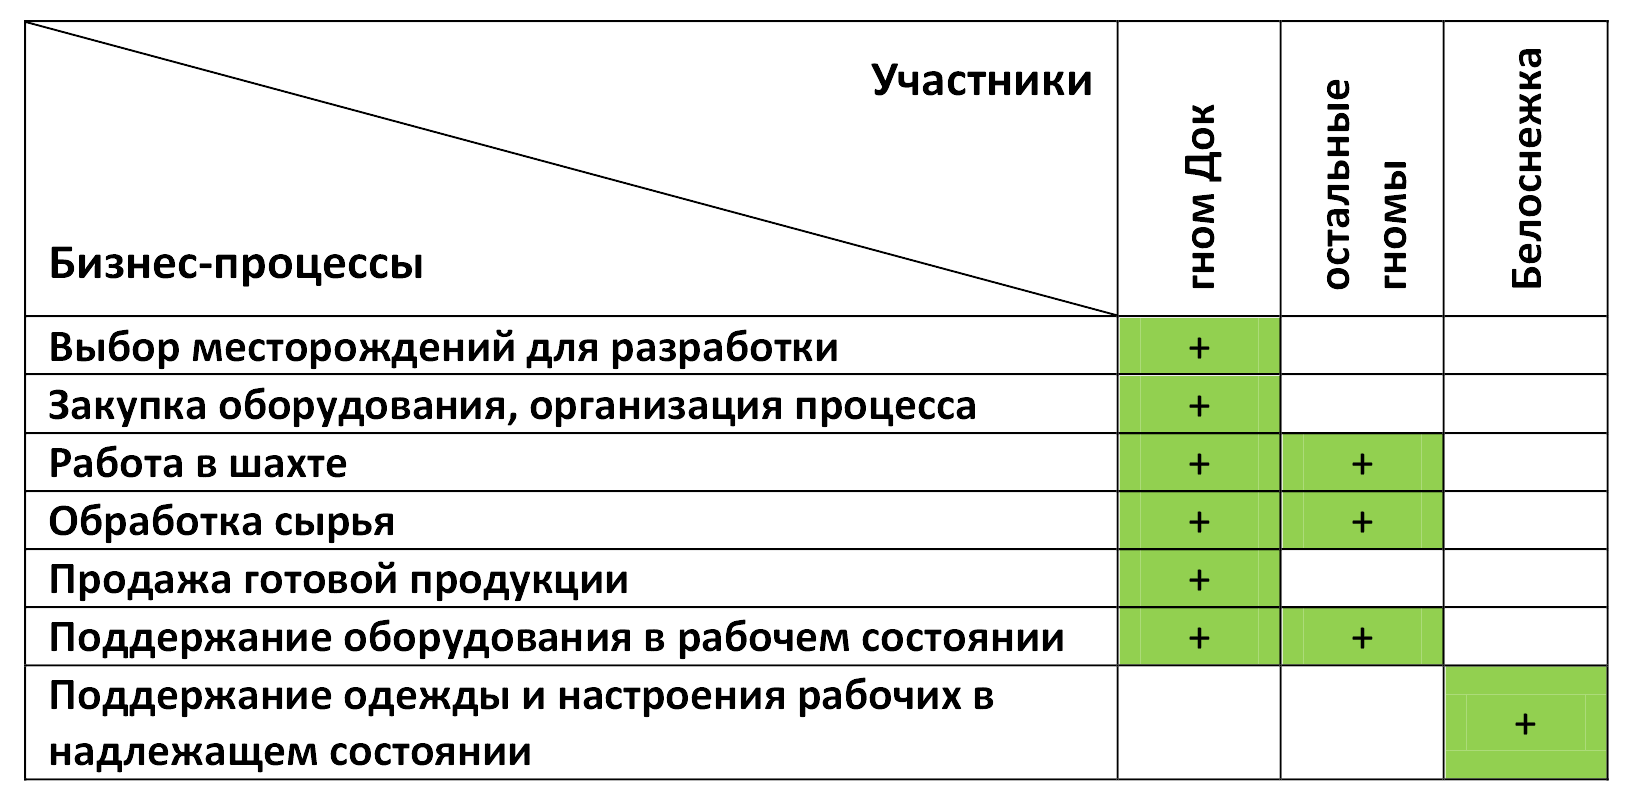 Участники
Бизнес-процессы
гном Док
остальные
гномы
Белоснежка
Выбор месторождений для разработки
+
Закупка оборудования, организация процесса
+
Работа в шахте
+ +
Обработка сырья
+ +
Продажа готовой продукции
+
Поддержание оборудования в рабочем состоянии
+ +
Поддержание одежды и настроения рабочих в
надлежащем состоянии
+